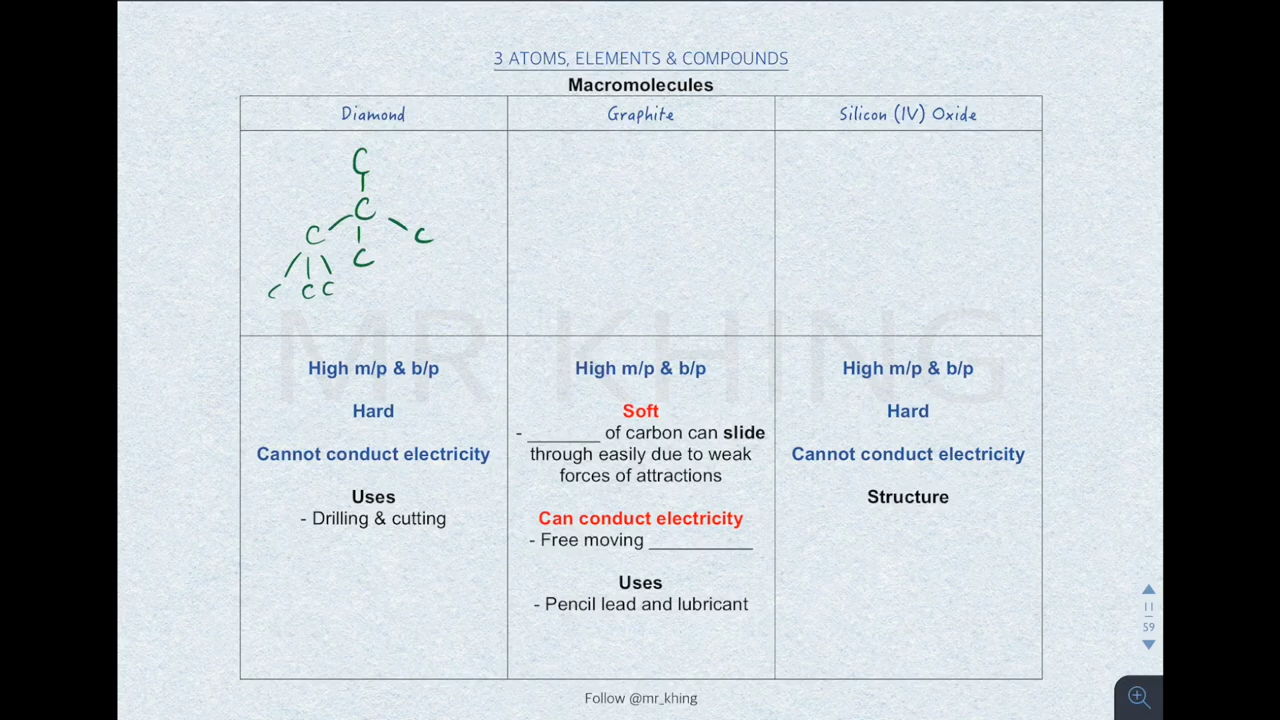 3 ATOMS, ELEMENTS & COMPOUNDS
Macromolecules
Diamond
Graphite
Silicon (IV) Oxide
C
C
C
C
C
C
C
C
MR KHING
High m/p & b/p
Hard
Cannot conduct electricity
Uses
- Drilling & cutting
High m/p & b/p
Soft
- ________ of carbon can slide
through easily due to weak
forces of attractions
Can conduct electricity
- Free moving ___________
Uses
- Pencil lead and lubricant
High m/p & b/p
Hard
Cannot conduct electricity
Structure
11
59
Follow @mr_khing